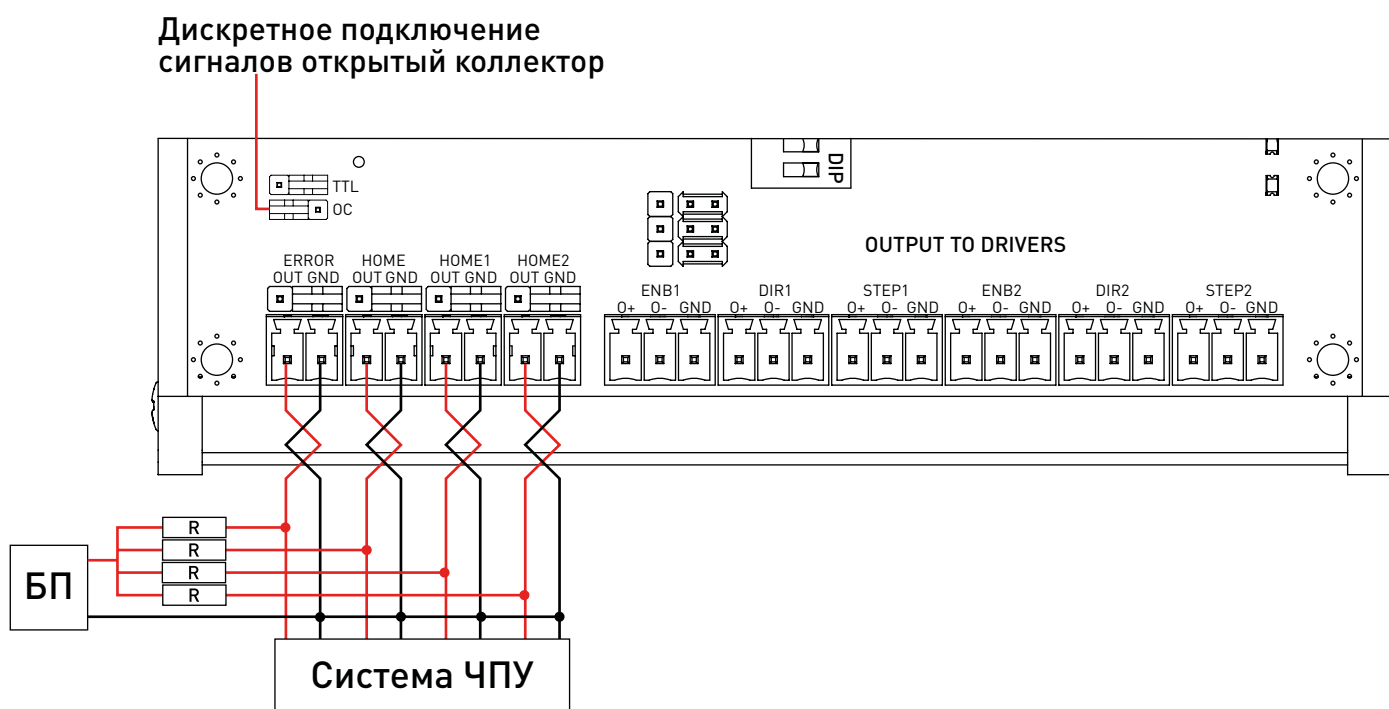 Дискретное подключение
сигналов открытый коллектор
DIP
TTL
OC
OUTPUT TO DRIVERS
ERROR HOME HOME1 HOME2
OUT GND OUT GND OUT GND OUT GND
ENB1 DIR1 STEP1 ENB2 DIR2 STEP2
O+ O- GND O+ O- GND O+ O- GND O+ O- GND O+ O- GND O+ O- GND
R
R
R
R
БП
Система ЧПУ